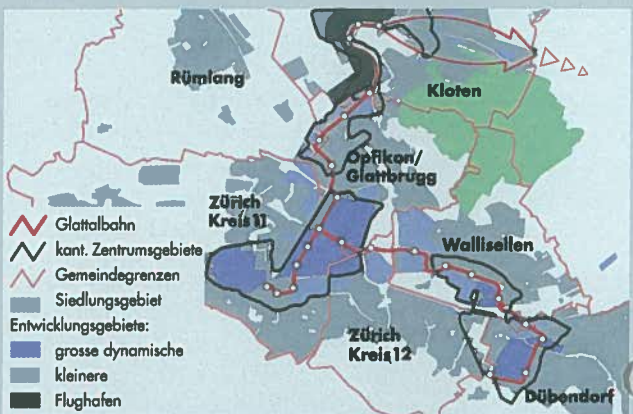 Rümlang
Kloten
Opfikon/
Glattbrugg
Zürich
Kreis 11
Wallisellen
Zürich
Kreis 12
Dübendorf
Glattalbahn
kant. Zentrumsgebiete
Gemeindegrenzen
Siedlungsgebiet
Entwicklungsgebiete:
grosse dynamische
kleinere
Flughafen